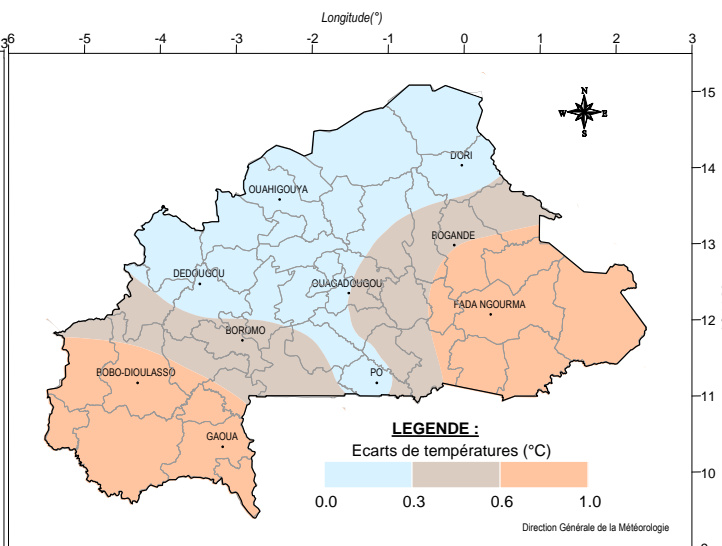 Longitude(°)
-6 -5 -4 -3 -2 -1 0 1 2 3
3
15
N
W E
S
DORI
14
OUAHIGOUYA
BOGANDE
13
DEDOUGOU
OUAGADOUGOU
FADA NGOURMA
12
BOROMO
BOBO-DIOULASSO
PO
11
LEGENDE :
GAOUA
Ecarts de températures (°C)
10
0.0 0.3 0.6 1.0
Direction Générale de la Météorologie